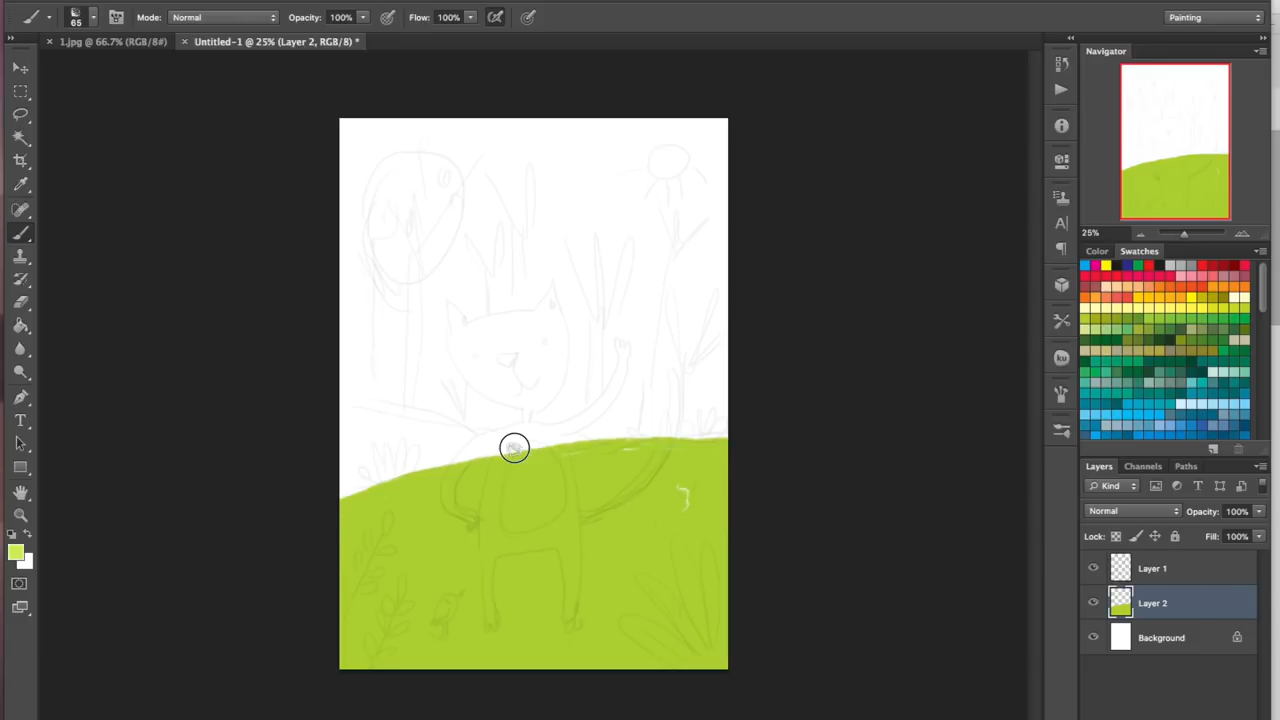 65
Mode: Normal
Opacity: 100%
Flow: 100%
Painting
× 1.jpg @ 66.7% (RGB/8#)
× Untitled-1 @ 25% (Layer 2, RGB/8) *
Navigator
25%
Color
Swatches
A
ku
Layers
Channels
Paths
Kind
T
Normal
Opacity: 100%
Lock:
Fill: 100%
Layer 1
Layer 2
Background